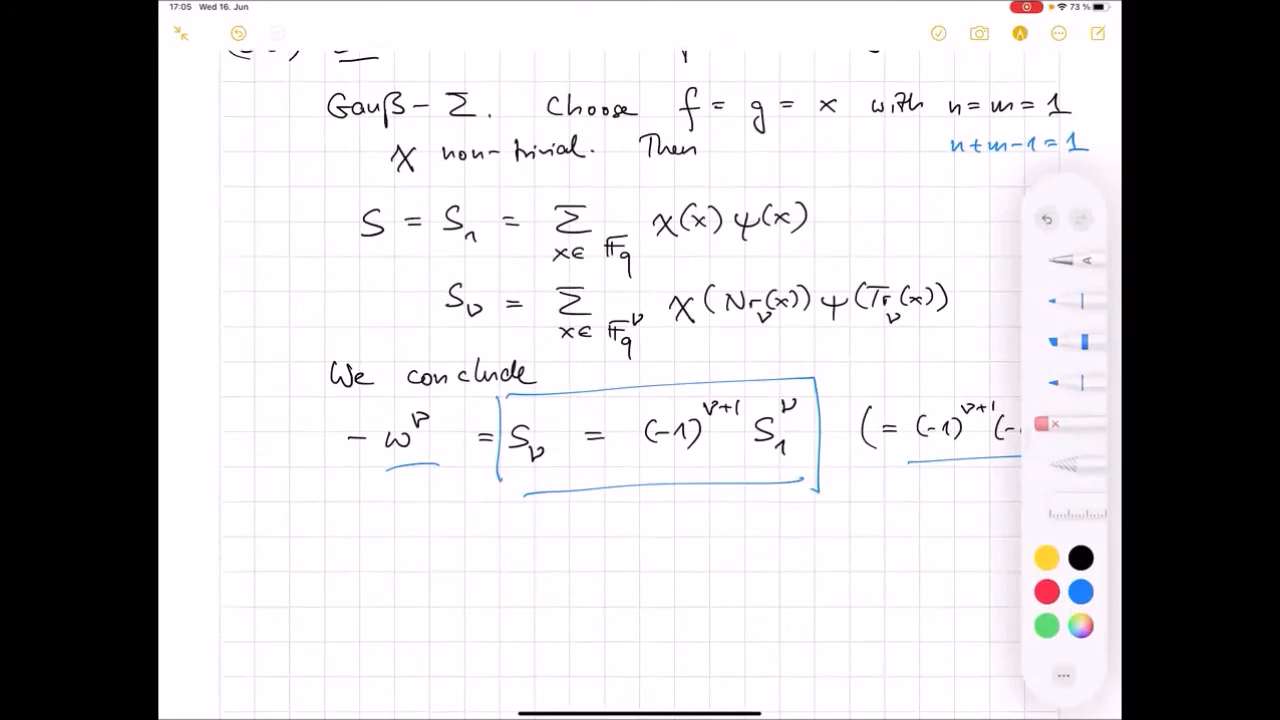 17:05 Wed 16. Jun 73 %
Gauß-Σ. Choose f = g = x with n = m = 1
χ non-trivial. Then n+m-1 = 1
S = S₁ = Σ_{x∈𝔽_q} χ(x) ψ(x)
S_ν = Σ_{x∈𝔽_q^ν} χ(Nr_ν(x)) ψ(Tr_ν(x))
We conclude
- ω^ν = S_ν = (-1)^{ν+1} S₁^ν (= (-1)^{ν+1} (-